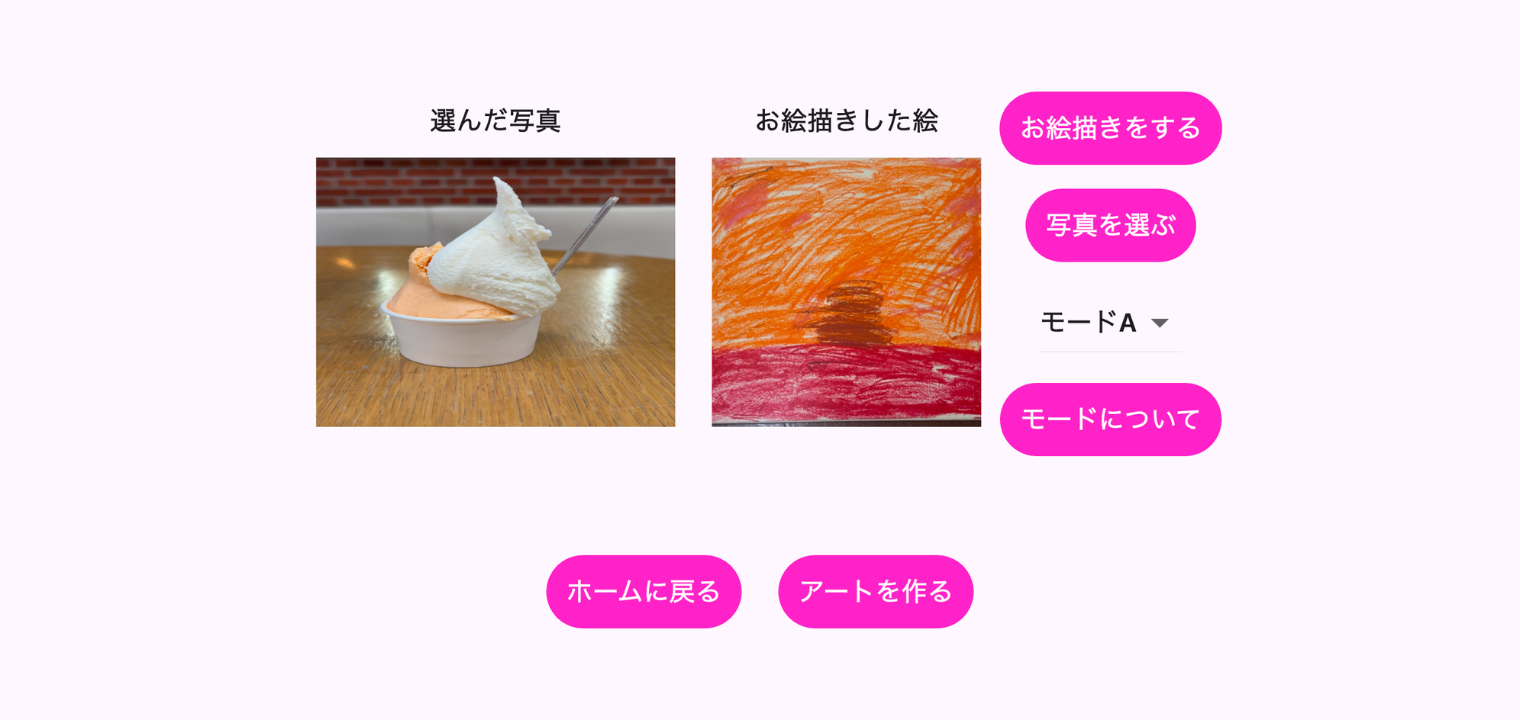 選んだ写真
お絵描きした絵
お絵描きをする
写真を選ぶ
モードA
モードについて
ホームに戻る
アートを作る